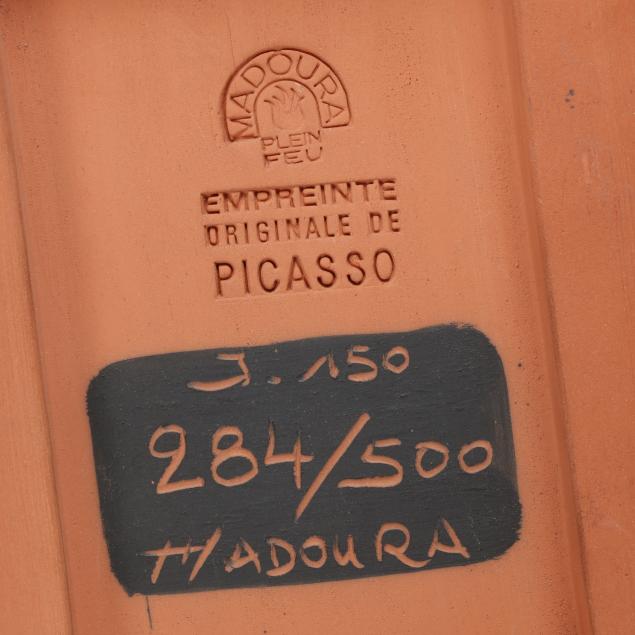 MADOURA
PLEIN
FEU
EMPREINTE
ORIGINALE DE
PICASSO
J. 150
284/500
MADOURA